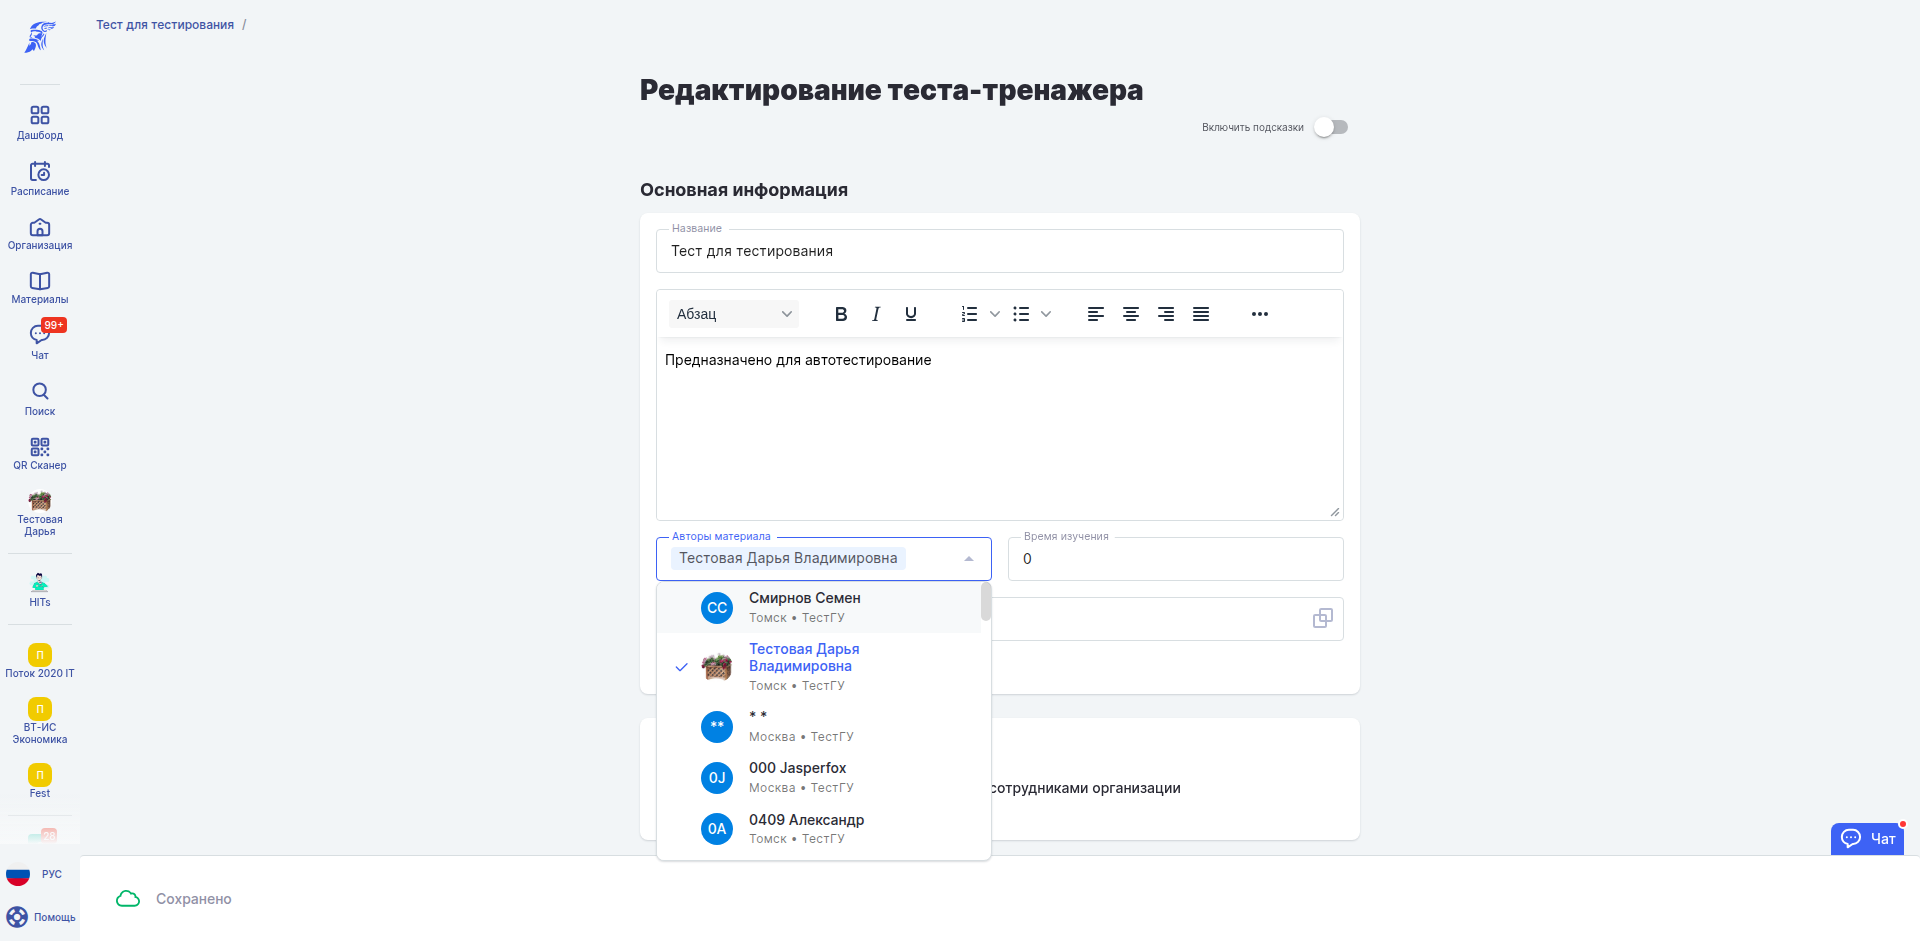 Тест для тестирования /
Дашборд
Расписание
Организация
Материалы
99+
Чат
Поиск
QR Сканер
Тестовая
Дарья
HITs
П
Поток 2020 IT
П
ВТ-ИС
Экономика
П
Fest
28
РУС
Помощь
Редактирование теста-тренажера
Включить подсказки
Основная информация
Название
Тест для тестирования
Абзац
B I U
Предназначено для автотестирование
Авторы материала
Тестовая Дарья Владимировна
Время изучения
0
СС
Смирнов Семен
Томск • ТестГУ
Тестовая Дарья
Владимировна
Томск • ТестГУ
**
* *
Москва • ТестГУ
0J
000 Jasperfox
Москва • ТестГУ
0А
0409 Александр
Томск • ТестГУ
сотрудниками организации
Чат
Сохранено